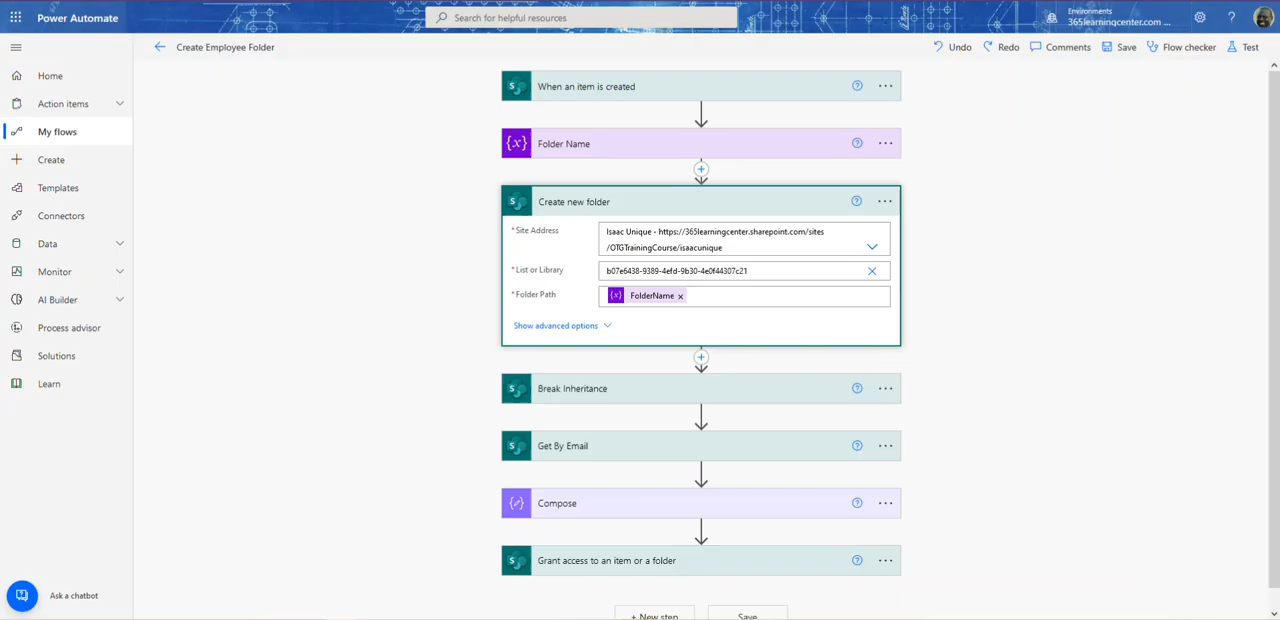 Power Automate
Search for helpful resources
Environments
365learningcenter.com ...
Create Employee Folder
Undo
Redo
Comments
Save
Flow checker
Test
Home
Action items
My flows
Create
Templates
Connectors
Data
Monitor
AI Builder
Process advisor
Solutions
Learn
Ask a chatbot
When an item is created
Folder Name
Create new folder
* Site Address
Isaac Unique - https://365learningcenter.sharepoint.com/sites
/OTGTrainingCourse/isaacunique
* List or Library
b07e6438-9389-4efd-9b30-4e0f44307c21
* Folder Path
FolderName x
Show advanced options
Break Inheritance
Get By Email
Compose
Grant access to an item or a folder
+ New step
Save